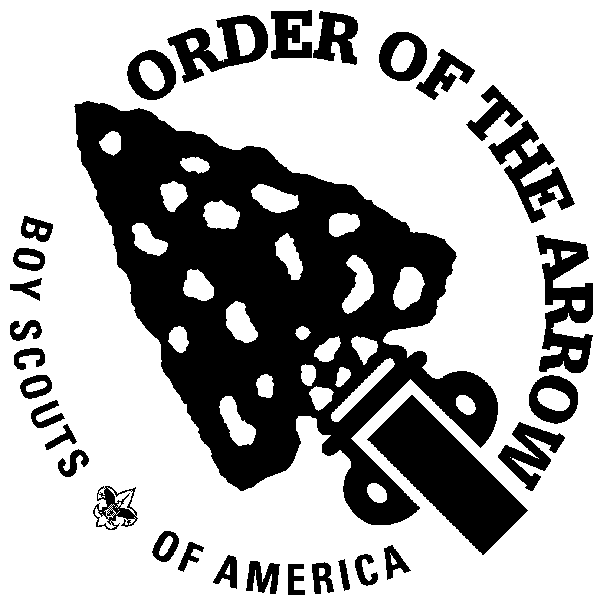 ORDER OF THE ARROW
BOY SCOUTS OF AMERICA